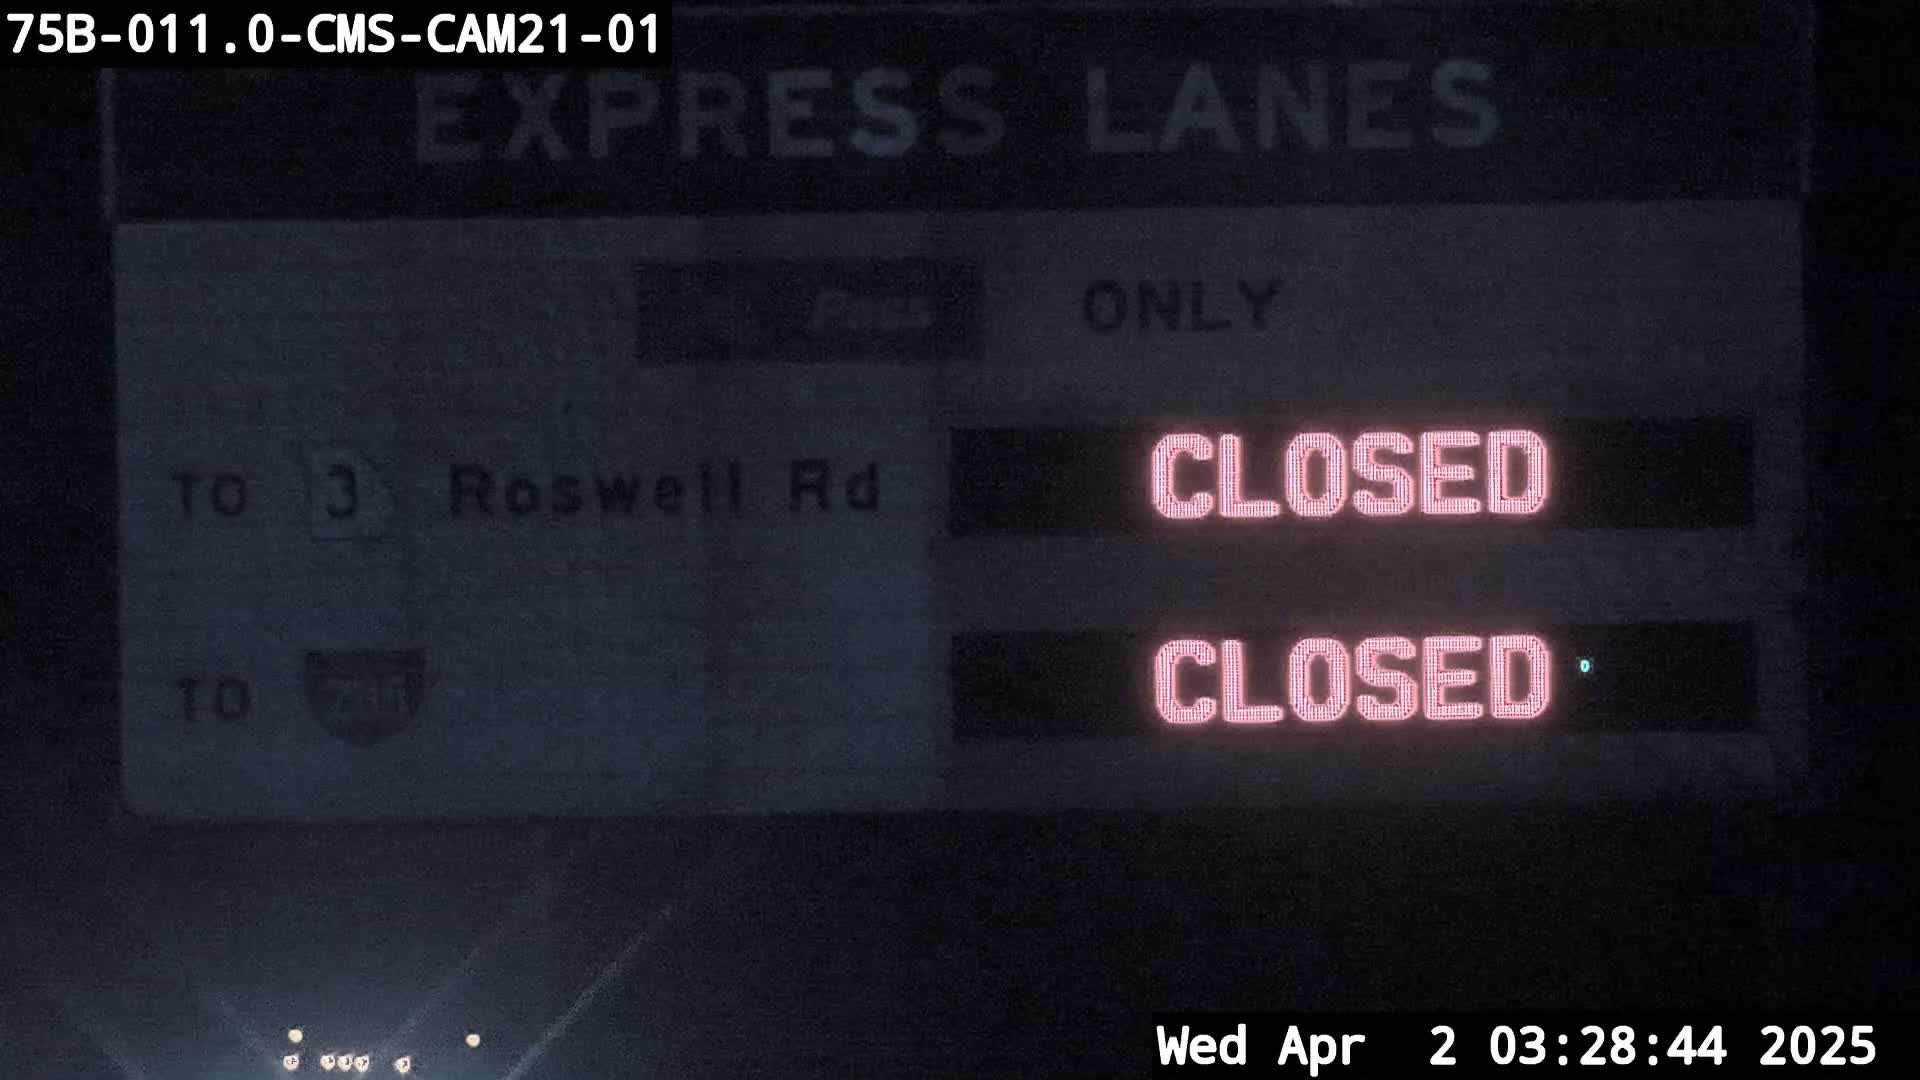 75B-011.0-CMS-CAM21-01
EXPRESS LANES
Pass ONLY
TO 3 Roswell Rd CLOSED
TO CLOSED
Wed Apr 2 03:28:44 2025